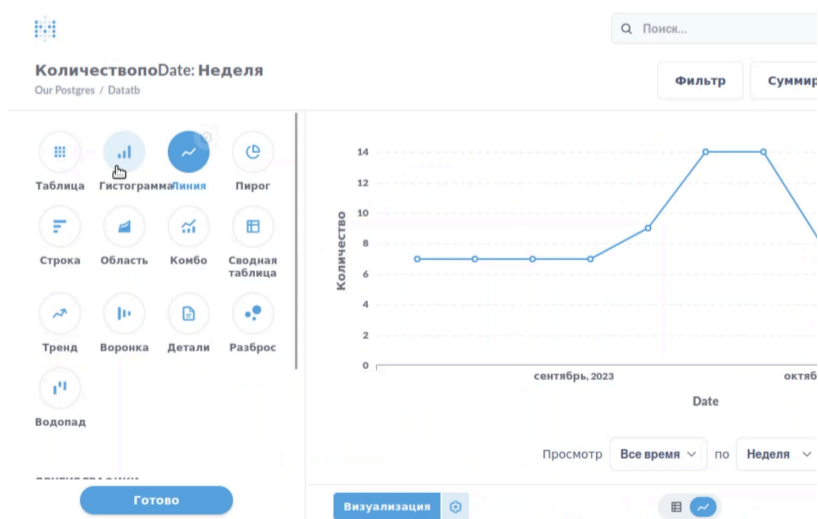 Поиск...
КоличествопоDate: Неделя
Our Postgres / Datatb
Фильтр
Таблица
Гистограмма
Линия
Пирог
Строка
Область
Комбо
Сводная
таблица
Тренд
Воронка
Детали
Разброс
Водопад
Готово
14
12
10
8
6
4
2
0
Количество
сентябрь, 2023
Date
Просмотр
Все время
по
Неделя
Визуализация